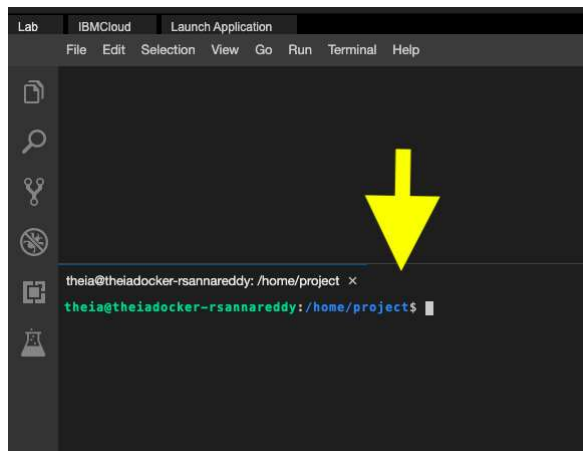 Lab IBMCloud Launch Application
File Edit Selection View Go Run Terminal Help
theia@theiadocker-rsannareddy: /home/project ×
theia@theiadocker-rsannareddy:/home/project$